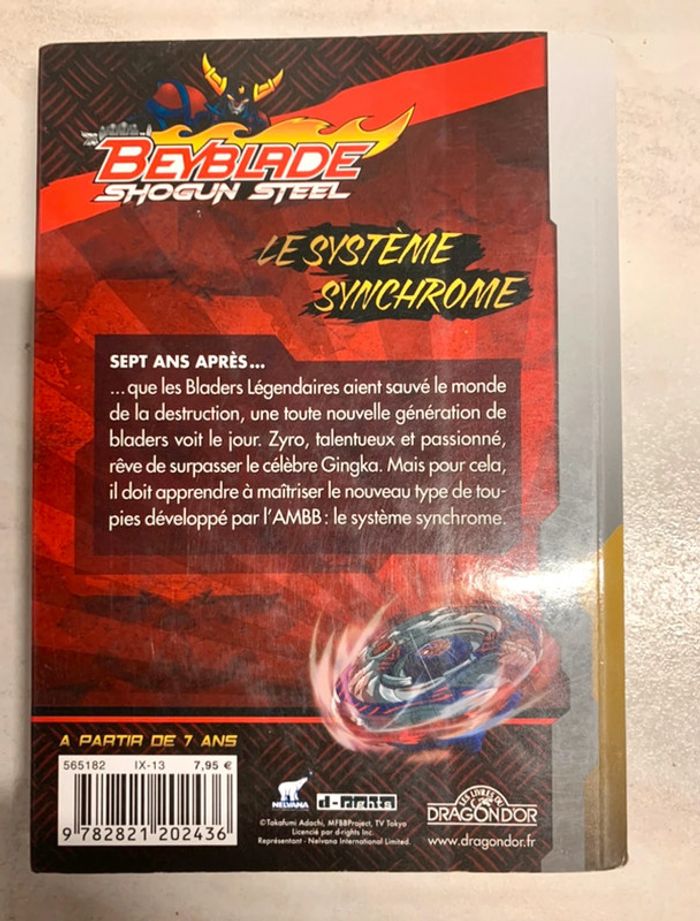 BEYBLADE
SHOGUN STEEL
LE SYSTÈME
SYNCHROME
SEPT ANS APRÈS...
...que les Bladers Légendaires aient sauvé le monde
de la destruction, une toute nouvelle génération de
bladers voit le jour. Zyro, talentueux et passionné,
rêve de surpasser le célèbre Gingka. Mais pour cela,
il doit apprendre à maîtriser le nouveau type de tou-
pies développé par l'AMBB : le système synchrome.
A PARTIR DE 7 ANS
565182 IX-13 7,95 €
9 782821 202436
NELVANA
d-rights
©Takafumi Adachi, MFBBProject, TV Tokyo
Licencié par d-rights Inc.
Représentant - Nelvana International Limited.
LES LIVRES DU
DRAGON D'OR
www.dragondor.fr